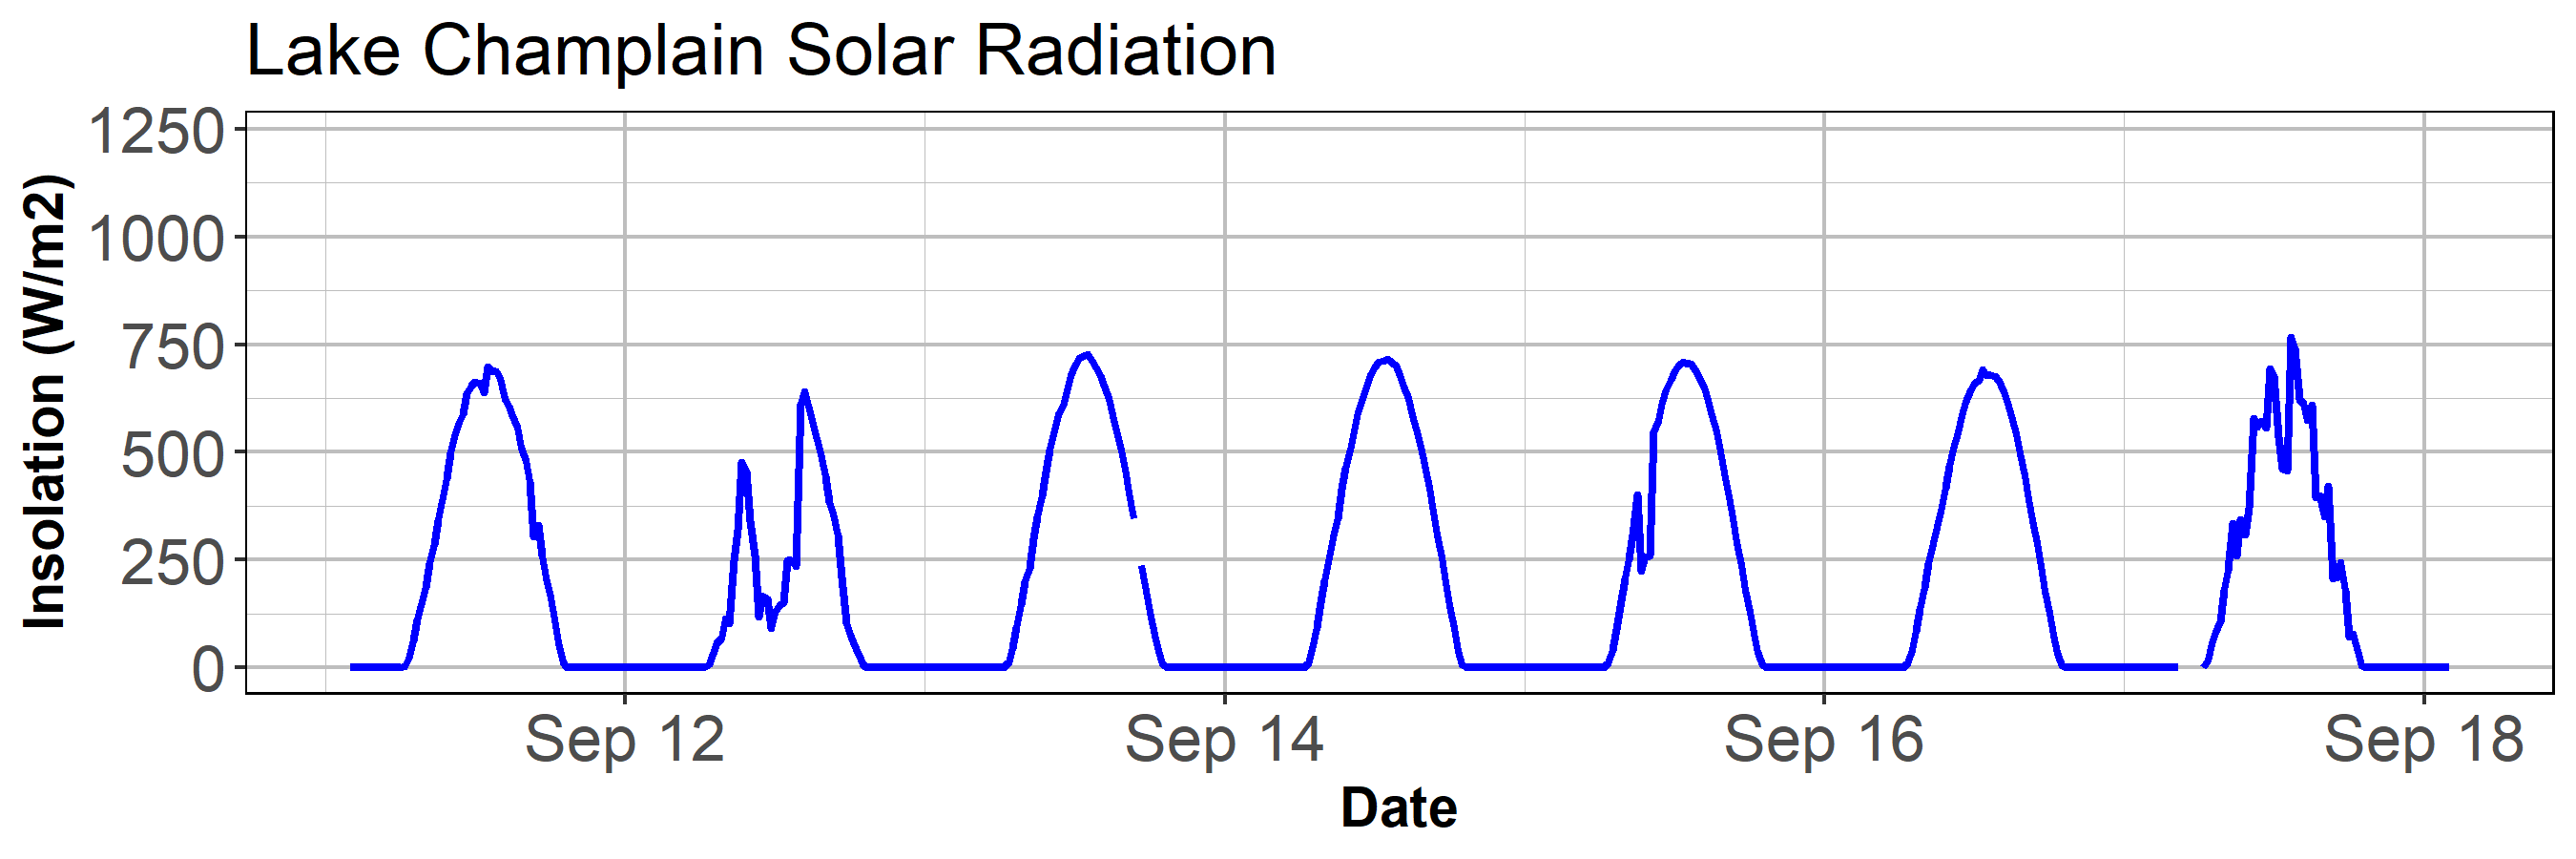 Lake Champlain Solar Radiation
Insolation (W/m2)
1250
1000
750
500
250
0
Sep 12 Sep 14 Sep 16 Sep 18
Date